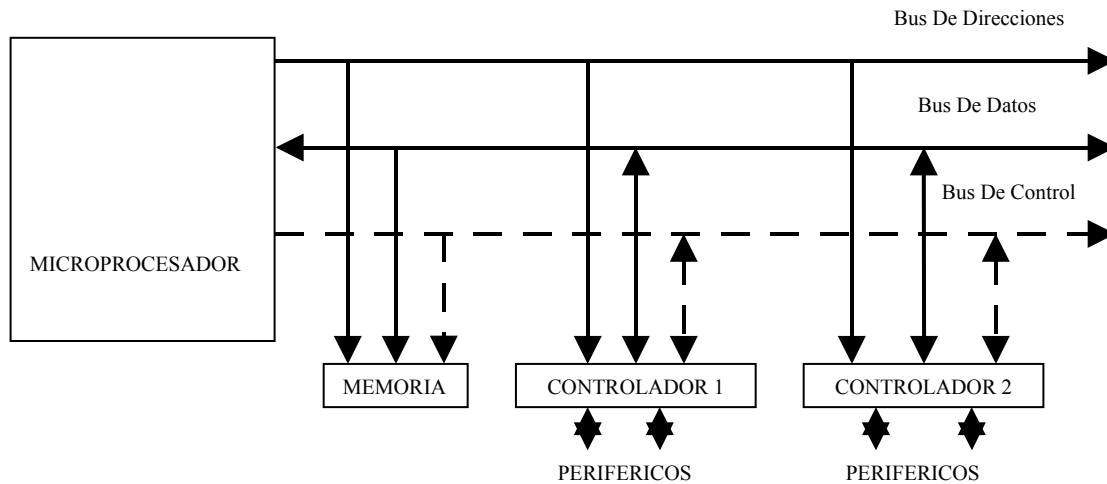 Bus De Direcciones
Bus De Datos
Bus De Control
MICROPROCESADOR
MEMORIA
CONTROLADOR 1
CONTROLADOR 2
PERIFERICOS
PERIFERICOS